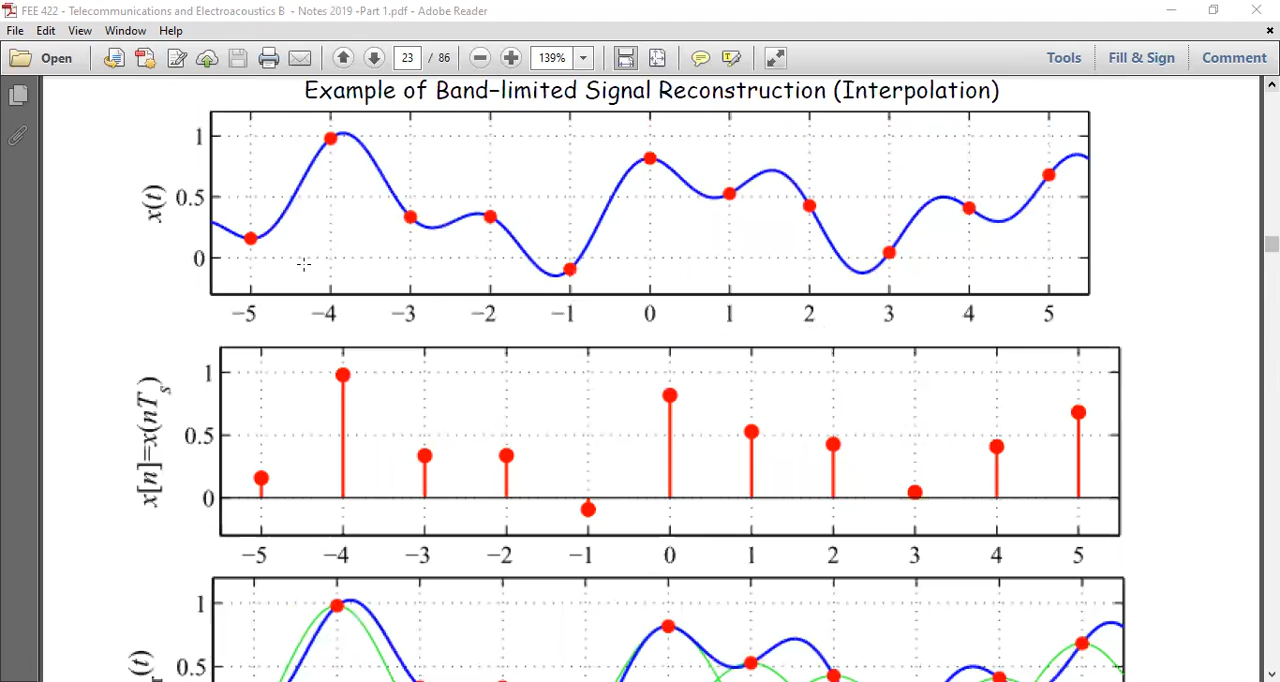 FEE 422 - Telecommunications and Electroacoustics B - Notes 2019 -Part 1.pdf - Adobe Reader
File Edit View Window Help
Open 23 / 86 139% Tools Fill & Sign Comment
Example of Band-limited Signal Reconstruction (Interpolation)
1
0.5
0
x(t)
−5 −4 −3 −2 −1 0 1 2 3 4 5
1
0.5
0
x[n]=x(nTs)
−5 −4 −3 −2 −1 0 1 2 3 4 5
1
0.5
(t)